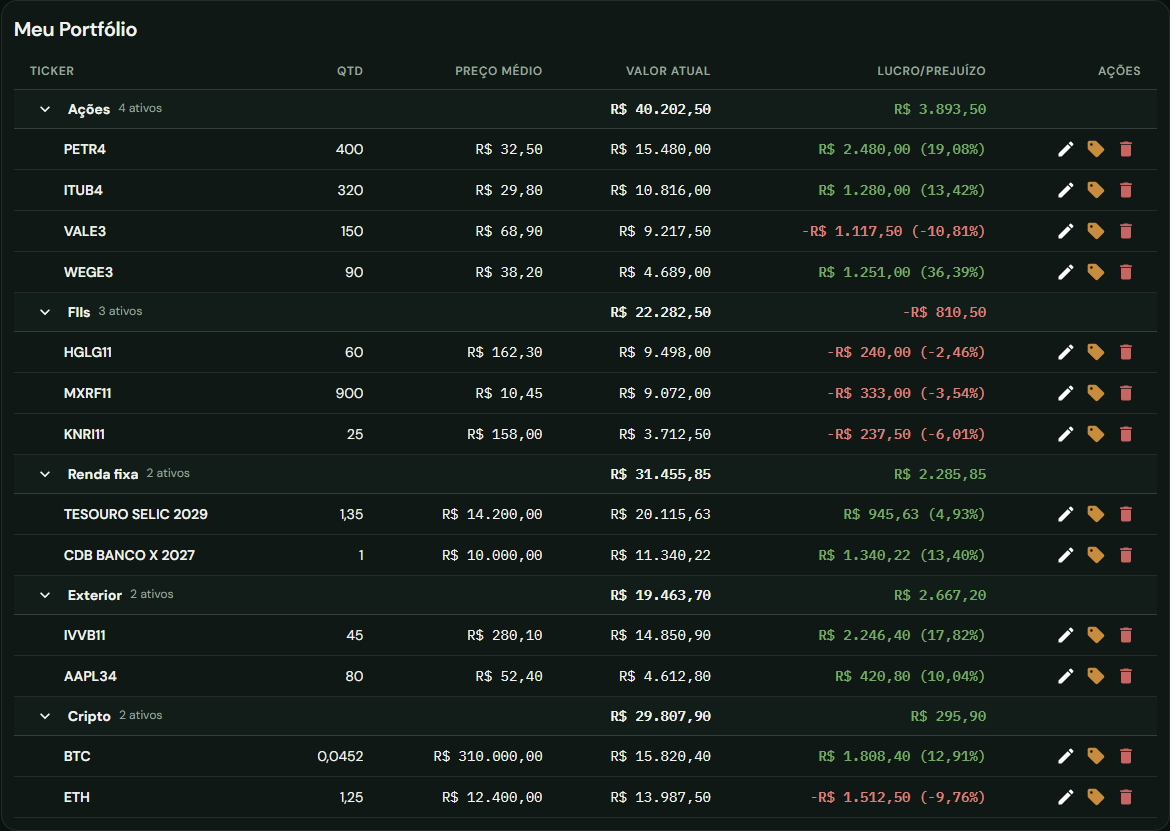 Meu Portfólio
TICKER QTD PREÇO MÉDIO VALOR ATUAL LUCRO/PREJUÍZO AÇÕES
Ações 4 ativos R$ 40.202,50 R$ 3.893,50
PETR4 400 R$ 32,50 R$ 15.480,00 R$ 2.480,00 (19,08%)
ITUB4 320 R$ 29,80 R$ 10.816,00 R$ 1.280,00 (13,42%)
VALE3 150 R$ 68,90 R$ 9.217,50 -R$ 1.117,50 (-10,81%)
WEGE3 90 R$ 38,20 R$ 4.689,00 R$ 1.251,00 (36,39%)
FIIs 3 ativos R$ 22.282,50 -R$ 810,50
HGLG11 60 R$ 162,30 R$ 9.498,00 -R$ 240,00 (-2,46%)
MXRF11 900 R$ 10,45 R$ 9.072,00 -R$ 333,00 (-3,54%)
KNRI11 25 R$ 158,00 R$ 3.712,50 -R$ 237,50 (-6,01%)
Renda fixa 2 ativos R$ 31.455,85 R$ 2.285,85
TESOURO SELIC 2029 1,35 R$ 14.200,00 R$ 20.115,63 R$ 945,63 (4,93%)
CDB BANCO X 2027 1 R$ 10.000,00 R$ 11.340,22 R$ 1.340,22 (13,40%)
Exterior 2 ativos R$ 19.463,70 R$ 2.667,20
IVVB11 45 R$ 280,10 R$ 14.850,90 R$ 2.246,40 (17,82%)
AAPL34 80 R$ 52,40 R$ 4.612,80 R$ 420,80 (10,04%)
Cripto 2 ativos R$ 29.807,90 R$ 295,90
BTC 0,0452 R$ 310.000,00 R$ 15.820,40 R$ 1.808,40 (12,91%)
ETH 1,25 R$ 12.400,00 R$ 13.987,50 -R$ 1.512,50 (-9,76%)